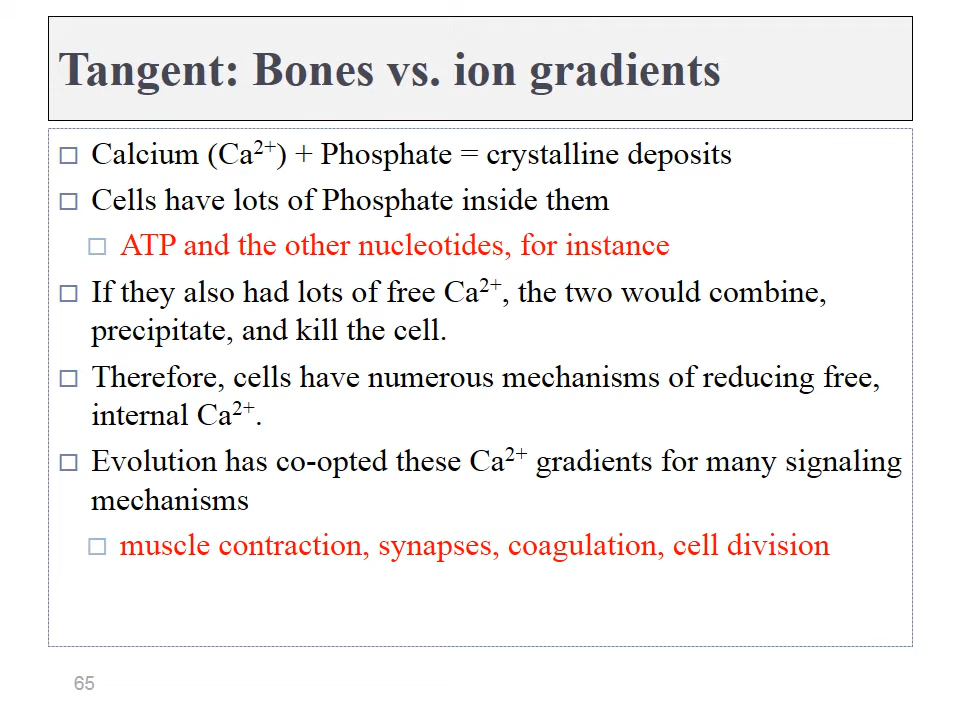 Tangent: Bones vs. ion gradients
Calcium (Ca²⁺) + Phosphate = crystalline deposits
Cells have lots of Phosphate inside them
ATP and the other nucleotides, for instance
If they also had lots of free Ca²⁺, the two would combine,
precipitate, and kill the cell.
Therefore, cells have numerous mechanisms of reducing free,
internal Ca²⁺.
Evolution has co-opted these Ca²⁺ gradients for many signaling
mechanisms
muscle contraction, synapses, coagulation, cell division
65